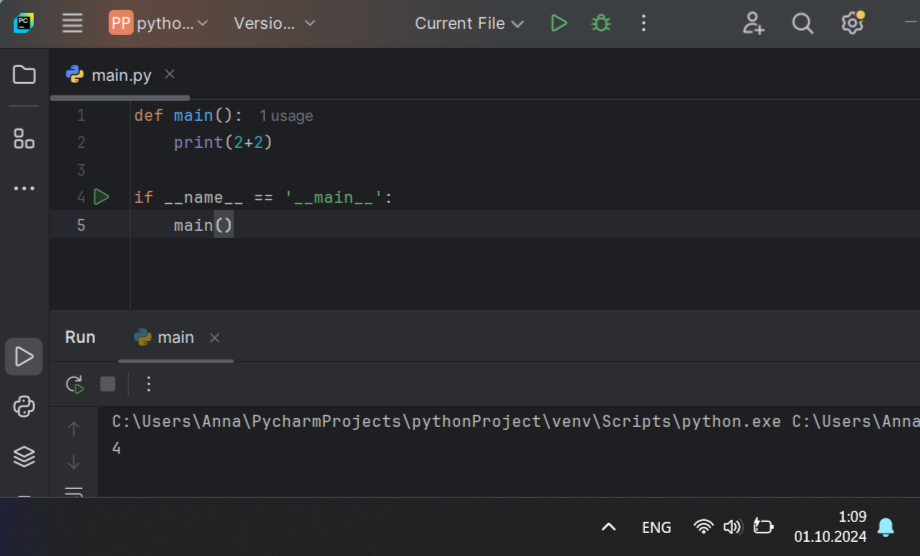 PC
PP pytho... Versio... Current File
main.py
1 def main(): 1 usage
2 print(2+2)
3
4 if __name__ == '__main__':
5 main()
Run main
C:\Users\Anna\PycharmProjects\pythonProject\venv\Scripts\python.exe C:\Users\Anna
4
ENG 1:09
01.10.2024